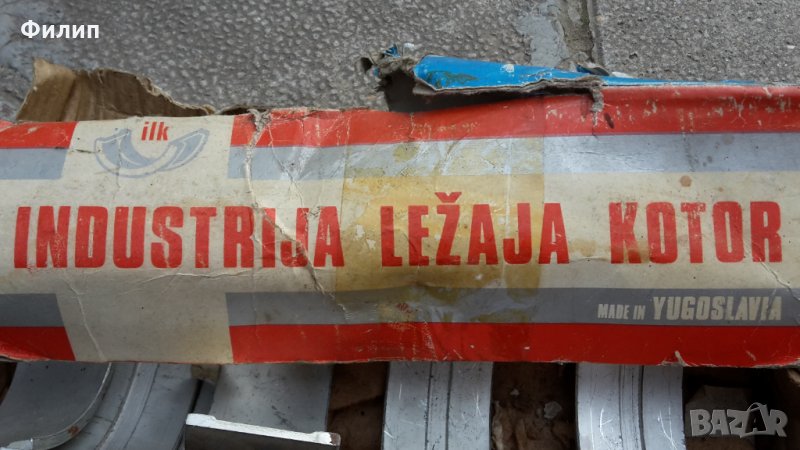 Филип
ilk
INDUSTRIJA LEŽAJA KOTOR
MADE IN YUGOSLAVIA
BAZAR